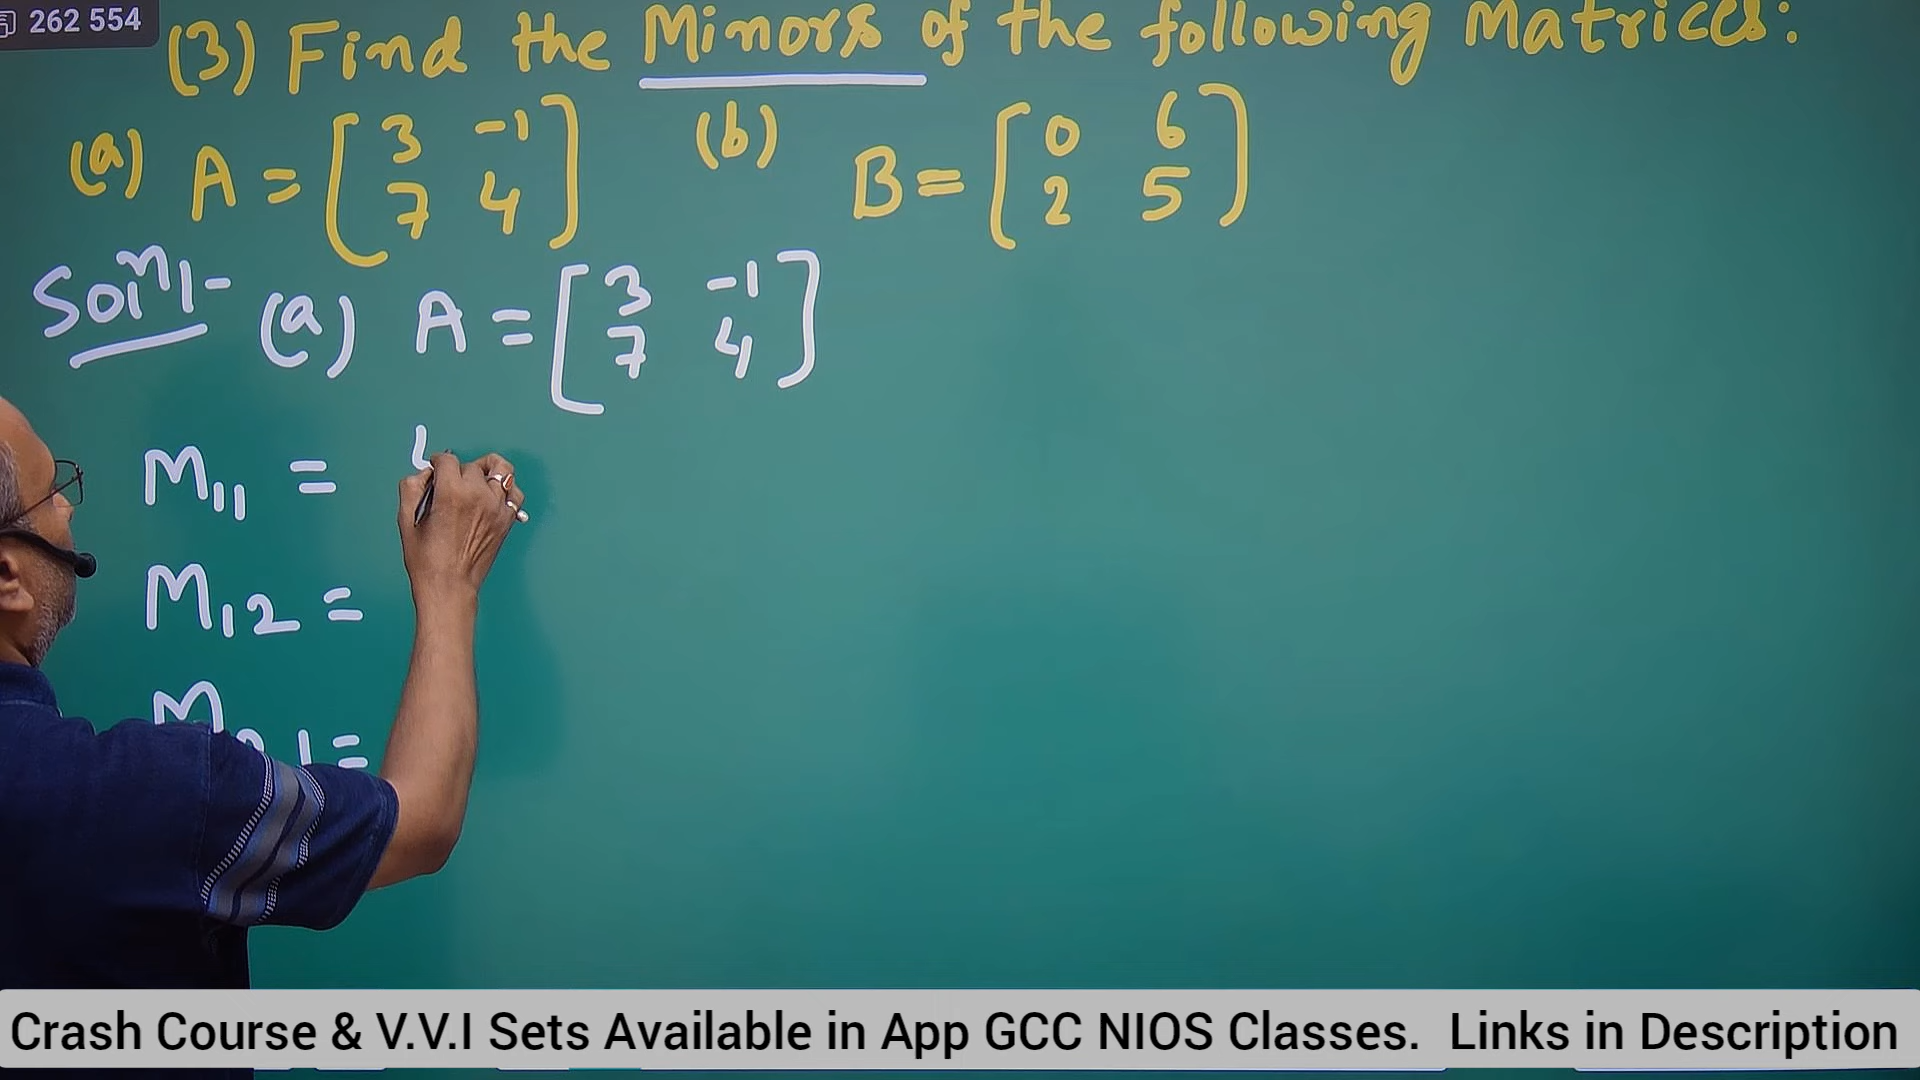 262 554
(3) Find the Minors of the following Matrices:
(a) A = [3 -1 (b) B = [0 6
7 4] 2 5]
Solⁿ- (a) A = [3 -1
7 4]
M₁₁ =
M₁₂ =
1 =
Crash Course & V.V.I Sets Available in App GCC NIOS Classes. Links in Description